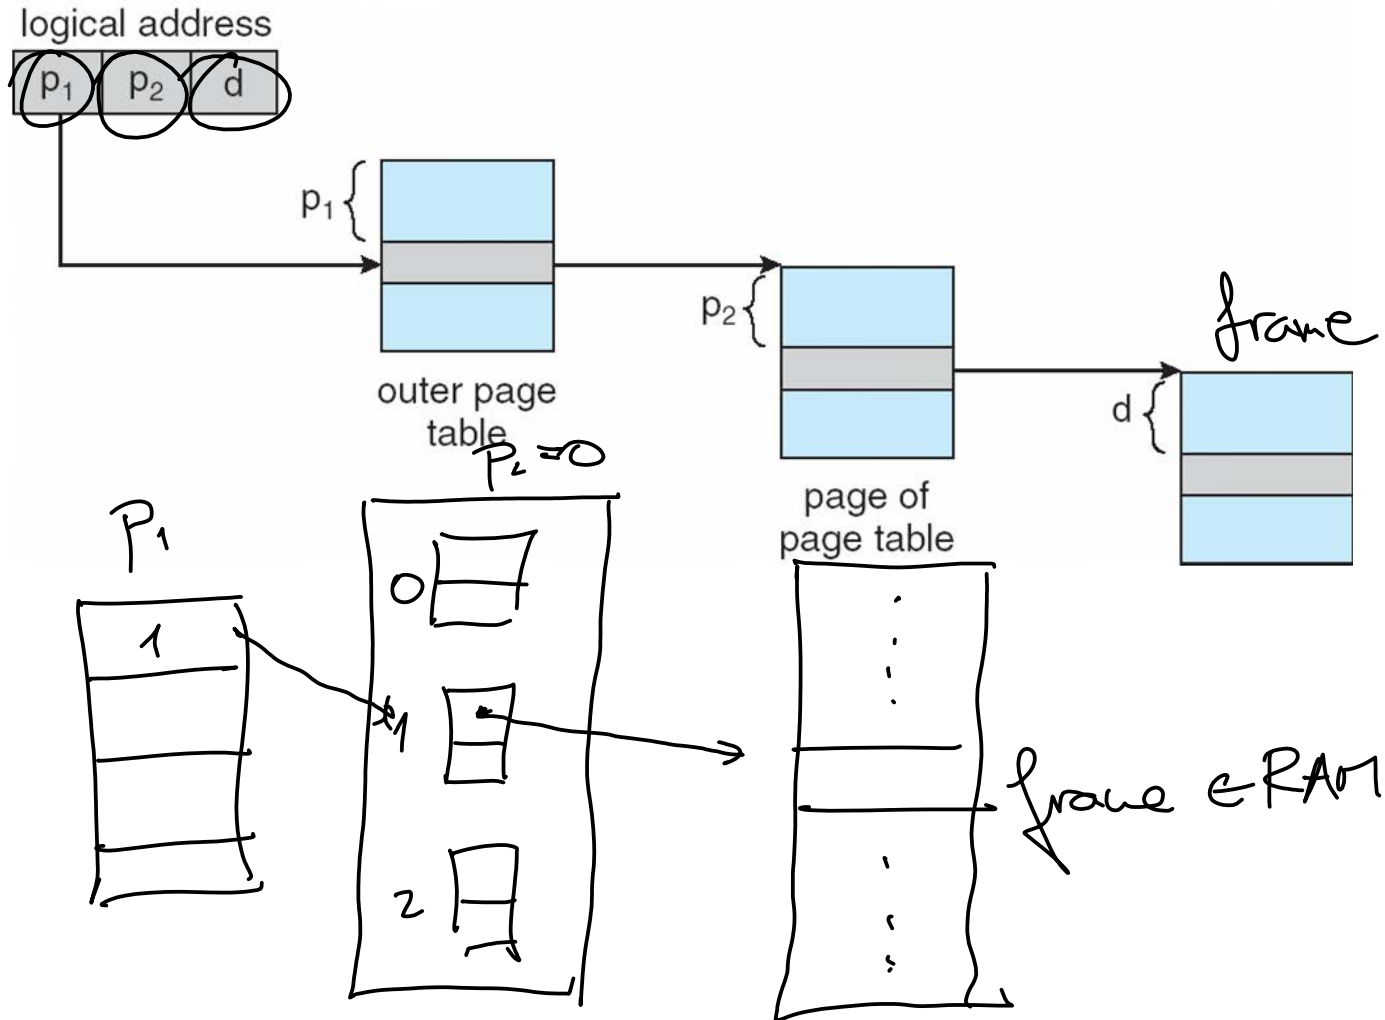 logical address
p₁ p₂ d
p₁
outer page
table
p₂
page of
page table
frame
d
P₁
1
P₂ = 0
0
1
2
frame ∈ RAM